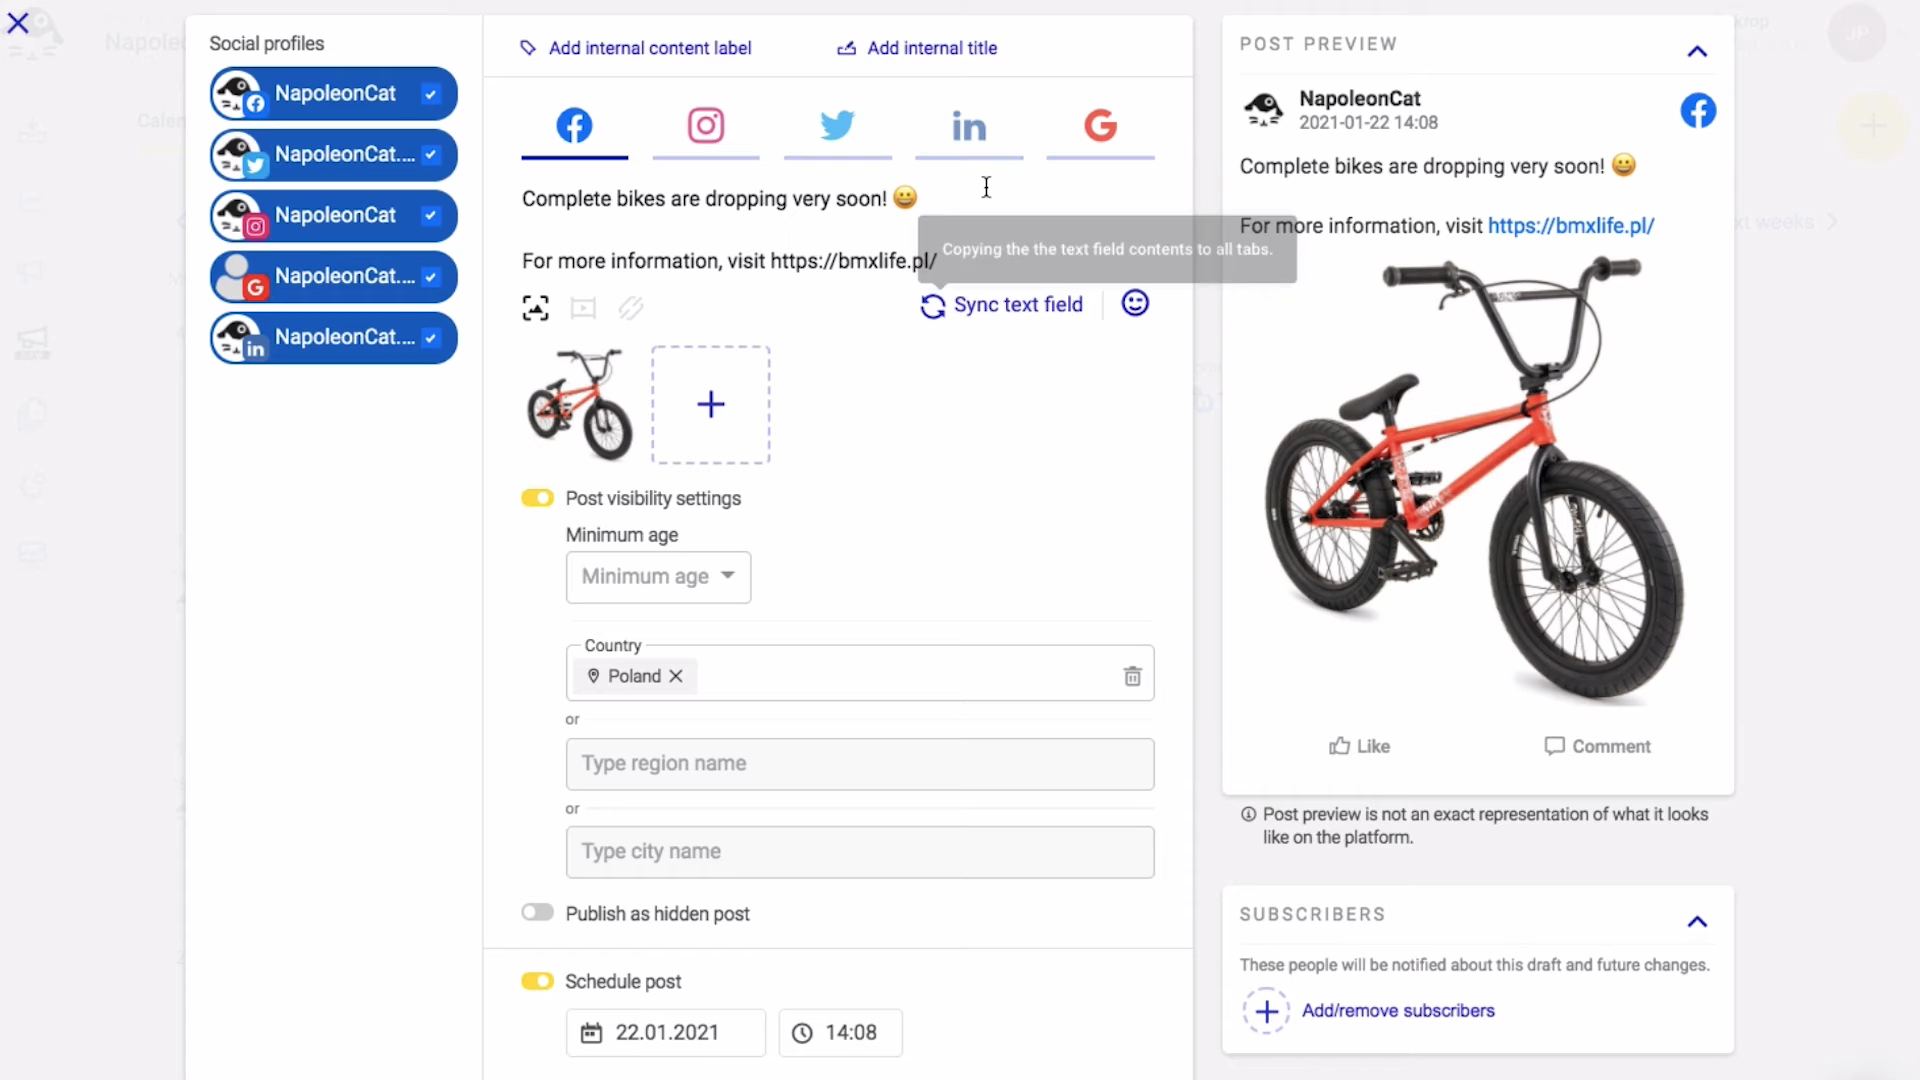 Social profiles
NapoleonCat
NapoleonCat....
NapoleonCat
NapoleonCat....
NapoleonCat....
Add internal content label
Add internal title
Complete bikes are dropping very soon! 😀
For more information, visit https://bmxlife.pl/
Copying the the text field contents to all tabs.
Sync text field
Post visibility settings
Minimum age
Minimum age
Country
Poland
or
Type region name
or
Type city name
Publish as hidden post
Schedule post
22.01.2021
14:08
POST PREVIEW
NapoleonCat
2021-01-22 14:08
Complete bikes are dropping very soon! 😀
For more information, visit https://bmxlife.pl/
Like
Comment
Post preview is not an exact representation of what it looks
like on the platform.
SUBSCRIBERS
These people will be notified about this draft and future changes.
Add/remove subscribers
JP